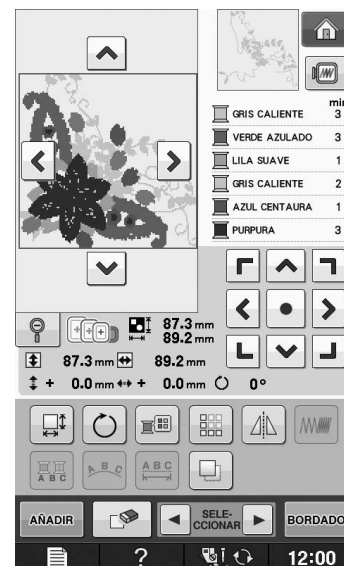 min
GRIS CALIENTE 3
VERDE AZULADO 3
LILA SUAVE 1
GRIS CALIENTE 2
AZUL CENTAURA 1
PURPURA 3
87.3 mm
89.2 mm
87.3 mm 89.2 mm
+ 0.0 mm + 0.0 mm 0°
A B C A B C A B C
AÑADIR SELE-
CCIONAR BORDADO
? 12:00